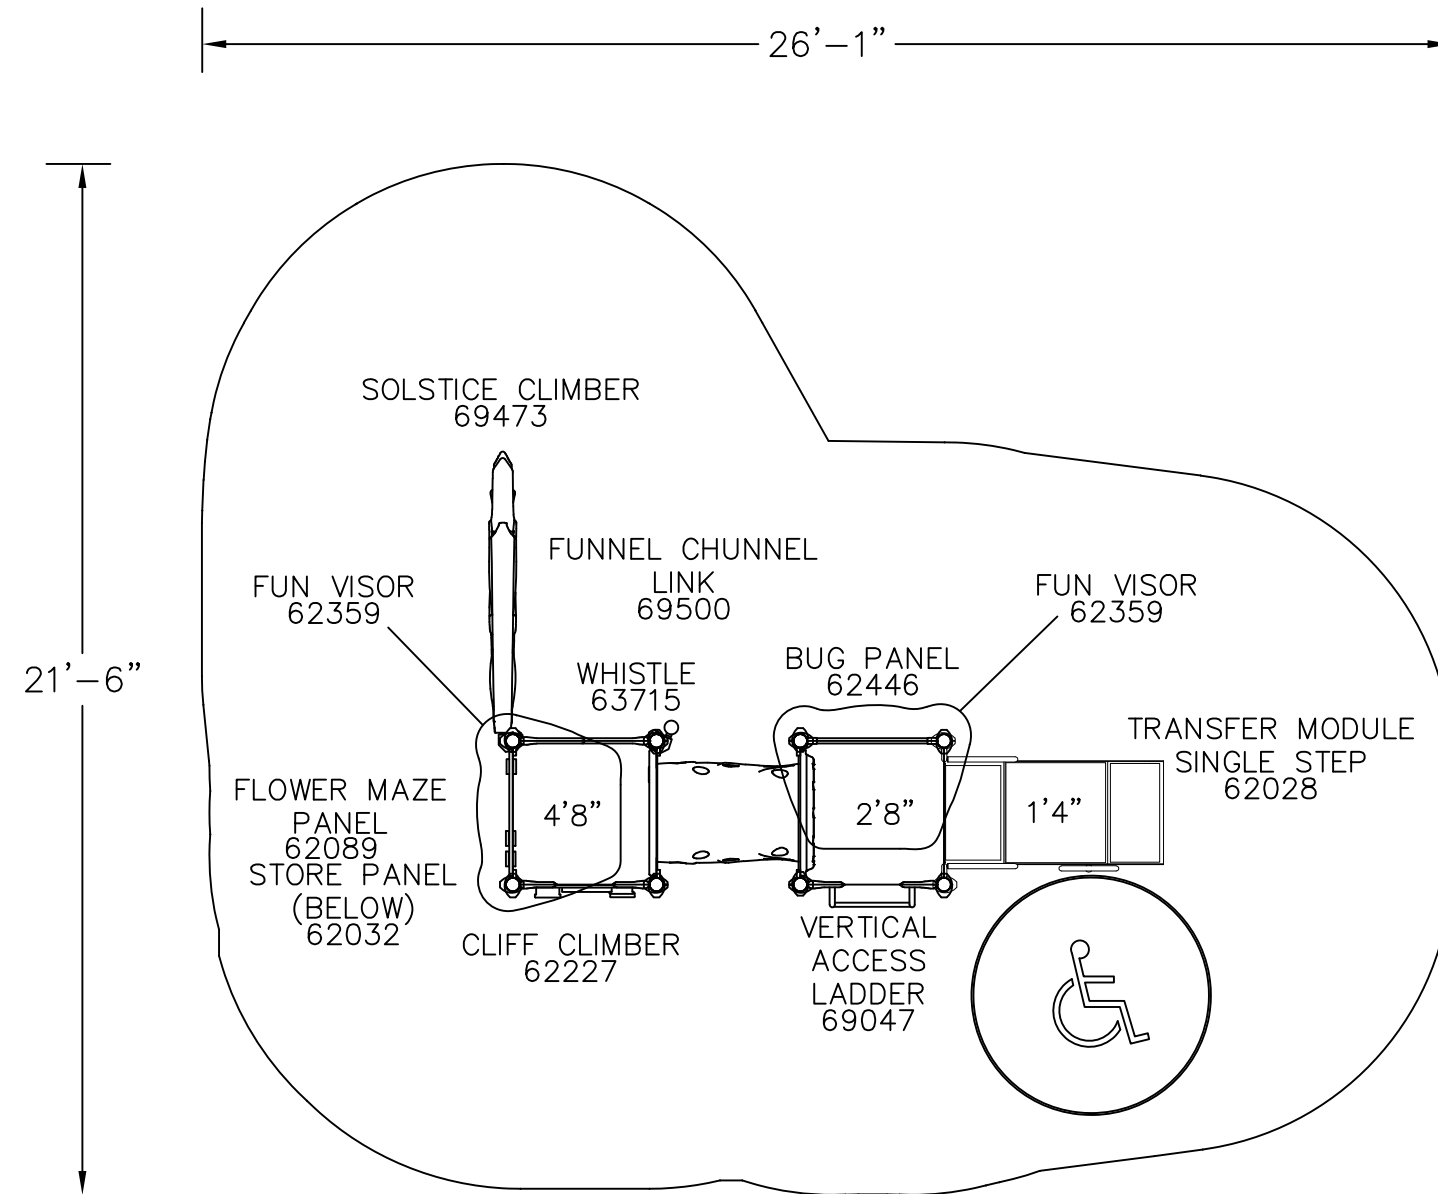 26'-1"
SOLSTICE CLIMBER
69473
FUNNEL CHUNNEL
LINK
69500
FUN VISOR
62359
FUN VISOR
62359
21'-6"
WHISTLE
63715
BUG PANEL
62446
TRANSFER MODULE
SINGLE STEP
62028
FLOWER MAZE
PANEL
62089
STORE PANEL
(BELOW)
62032
4'8"
2'8"
1'4"
CLIFF CLIMBER
62227
VERTICAL
ACCESS
LADDER
69047